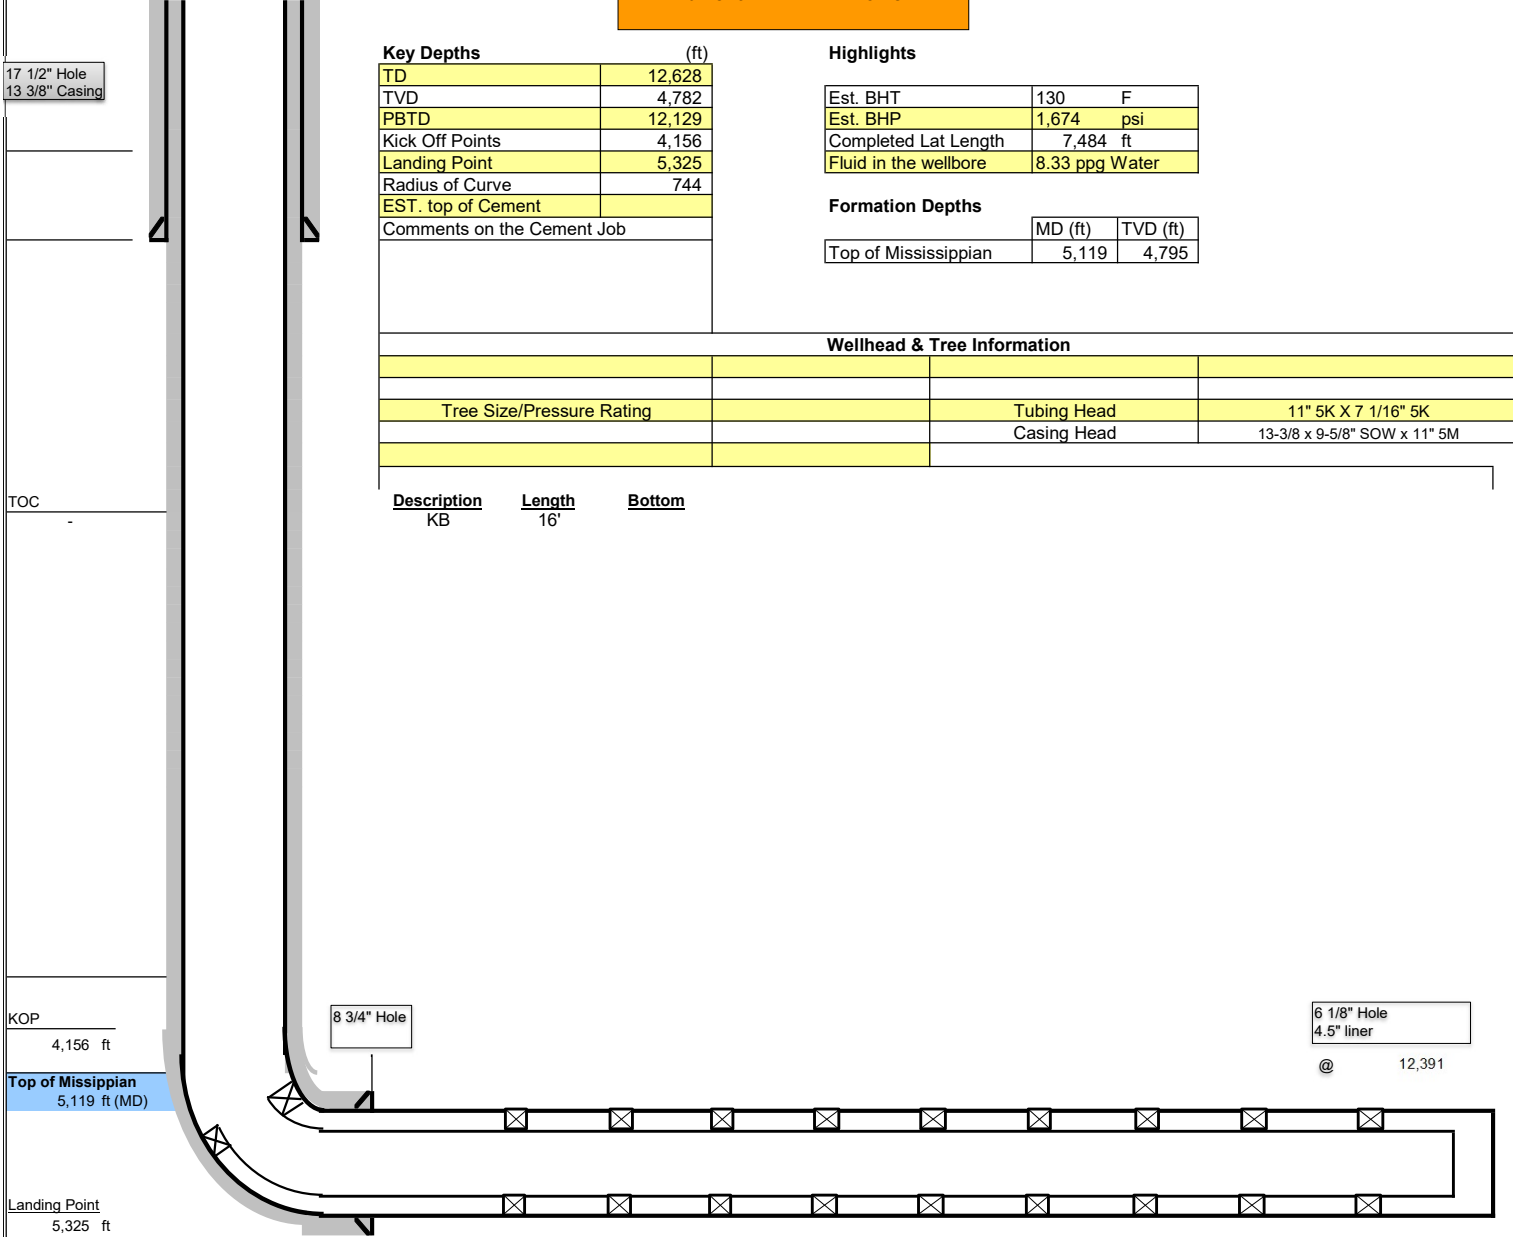 17 1/2" Hole
13 3/8" Casing
Key Depths (ft)
TD 12,628
TVD 4,782
PBTD 12,129
Kick Off Points 4,156
Landing Point 5,325
Radius of Curve 744
EST. top of Cement
Comments on the Cement Job
Highlights
Est. BHT 130 F
Est. BHP 1,674 psi
Completed Lat Length 7,484 ft
Fluid in the wellbore 8.33 ppg Water
Formation Depths
MD (ft) TVD (ft)
Top of Mississippian 5,119 4,795
Wellhead & Tree Information
Tree Size/Pressure Rating Tubing Head 11" 5K X 7 1/16" 5K
Casing Head 13-3/8 x 9-5/8" SOW x 11" 5M
Description Length Bottom
KB 16'
TOC
-
KOP
4,156 ft
Top of Missippian
5,119 ft (MD)
Landing Point
5,325 ft
8 3/4" Hole
6 1/8" Hole
4.5" liner
@ 12,391